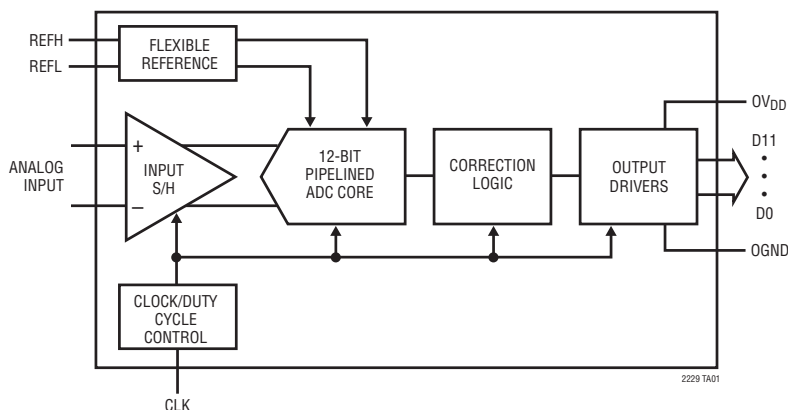 REFH
REFL
FLEXIBLE
REFERENCE
OVDD
ANALOG
INPUT
+
–
INPUT
S/H
12-BIT
PIPELINED
ADC CORE
CORRECTION
LOGIC
OUTPUT
DRIVERS
D11
•
•
•
D0
OGND
CLOCK/DUTY
CYCLE
CONTROL
CLK
2229 TA01